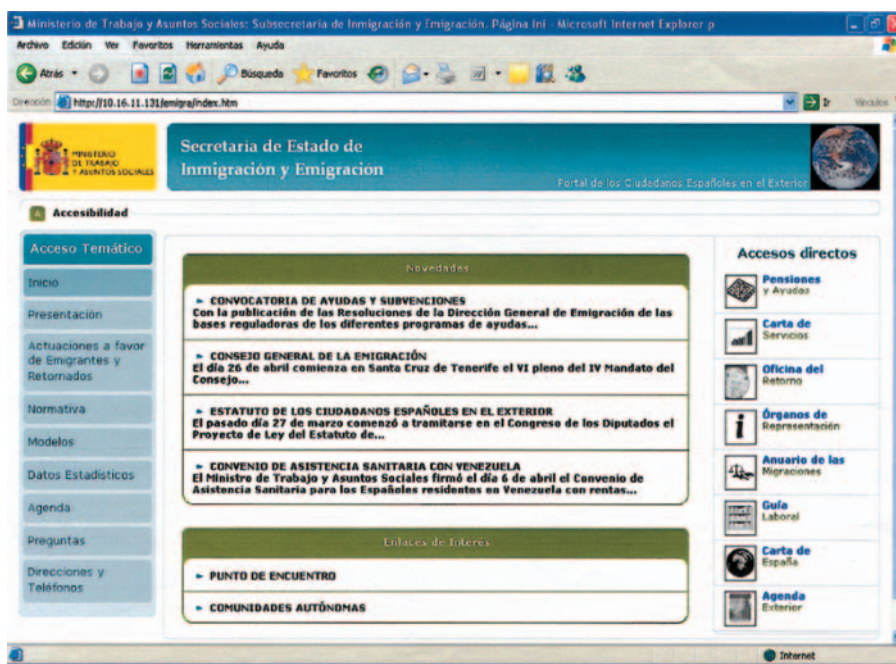 Ministerio de Trabajo y Asuntos Sociales: Subsecretaría de Inmigración y Emigración. Página Ini - Microsoft Internet Explorer p
Archivo Edición Ver Favoritos Herramientas Ayuda
Atrás Búsqueda Favoritos
Dirección http://10.16.11.131/emigra/index.htm Ir Vínculos
MINISTERIO
DE TRABAJO
Y ASUNTOS SOCIALES
Secretaría de Estado de
Inmigración y Emigración
Portal de los Ciudadanos Españoles en el Exterior
A Accesibilidad
Acceso Temático
Inicio
Presentación
Actuaciones a favor
de Emigrantes y
Retornados
Normativa
Modelos
Datos Estadísticos
Agenda
Preguntas
Direcciones y
Teléfonos
Novedades
CONVOCATORIA DE AYUDAS Y SUBVENCIONES
Con la publicación de las Resoluciones de la Dirección General de Emigración de las
bases reguladoras de los diferentes programas de ayudas...
CONSEJO GENERAL DE LA EMIGRACIÓN
El día 26 de abril comienza en Santa Cruz de Tenerife el VI pleno del IV Mandato del
Consejo...
ESTATUTO DE LOS CIUDADANOS ESPAÑOLES EN EL EXTERIOR
El pasado día 27 de marzo comenzó a tramitarse en el Congreso de los Diputados el
Proyecto de Ley del Estatuto de...
CONVENIO DE ASISTENCIA SANITARIA CON VENEZUELA
El Ministro de Trabajo y Asuntos Sociales firmó el día 6 de abril el Convenio de
Asistencia Sanitaria para los Españoles residentes en Venezuela con rentas...
Enlaces de Interés
PUNTO DE ENCUENTRO
COMUNIDADES AUTÓNOMAS
Accesos directos
Pensiones
y Ayudas
Carta de
Servicios
Oficina del
Retorno
Órganos de
Representación
Anuario de las
Migraciones
Guía
Laboral
Carta de
España
Agenda
Exterior
Internet